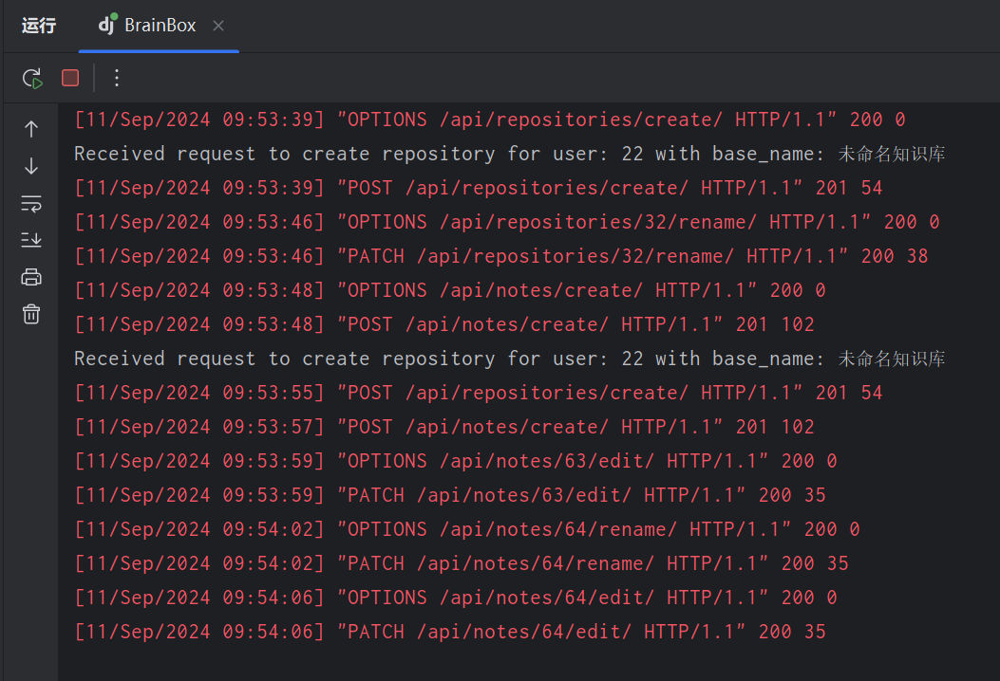 运行 dj BrainBox
[11/Sep/2024 09:53:39] "OPTIONS /api/repositories/create/ HTTP/1.1" 200 0
Received request to create repository for user: 22 with base_name: 未命名知识库
[11/Sep/2024 09:53:39] "POST /api/repositories/create/ HTTP/1.1" 201 54
[11/Sep/2024 09:53:46] "OPTIONS /api/repositories/32/rename/ HTTP/1.1" 200 0
[11/Sep/2024 09:53:46] "PATCH /api/repositories/32/rename/ HTTP/1.1" 200 38
[11/Sep/2024 09:53:48] "OPTIONS /api/notes/create/ HTTP/1.1" 200 0
[11/Sep/2024 09:53:48] "POST /api/notes/create/ HTTP/1.1" 201 102
Received request to create repository for user: 22 with base_name: 未命名知识库
[11/Sep/2024 09:53:55] "POST /api/repositories/create/ HTTP/1.1" 201 54
[11/Sep/2024 09:53:57] "POST /api/notes/create/ HTTP/1.1" 201 102
[11/Sep/2024 09:53:59] "OPTIONS /api/notes/63/edit/ HTTP/1.1" 200 0
[11/Sep/2024 09:53:59] "PATCH /api/notes/63/edit/ HTTP/1.1" 200 35
[11/Sep/2024 09:54:02] "OPTIONS /api/notes/64/rename/ HTTP/1.1" 200 0
[11/Sep/2024 09:54:02] "PATCH /api/notes/64/rename/ HTTP/1.1" 200 35
[11/Sep/2024 09:54:06] "OPTIONS /api/notes/64/edit/ HTTP/1.1" 200 0
[11/Sep/2024 09:54:06] "PATCH /api/notes/64/edit/ HTTP/1.1" 200 35